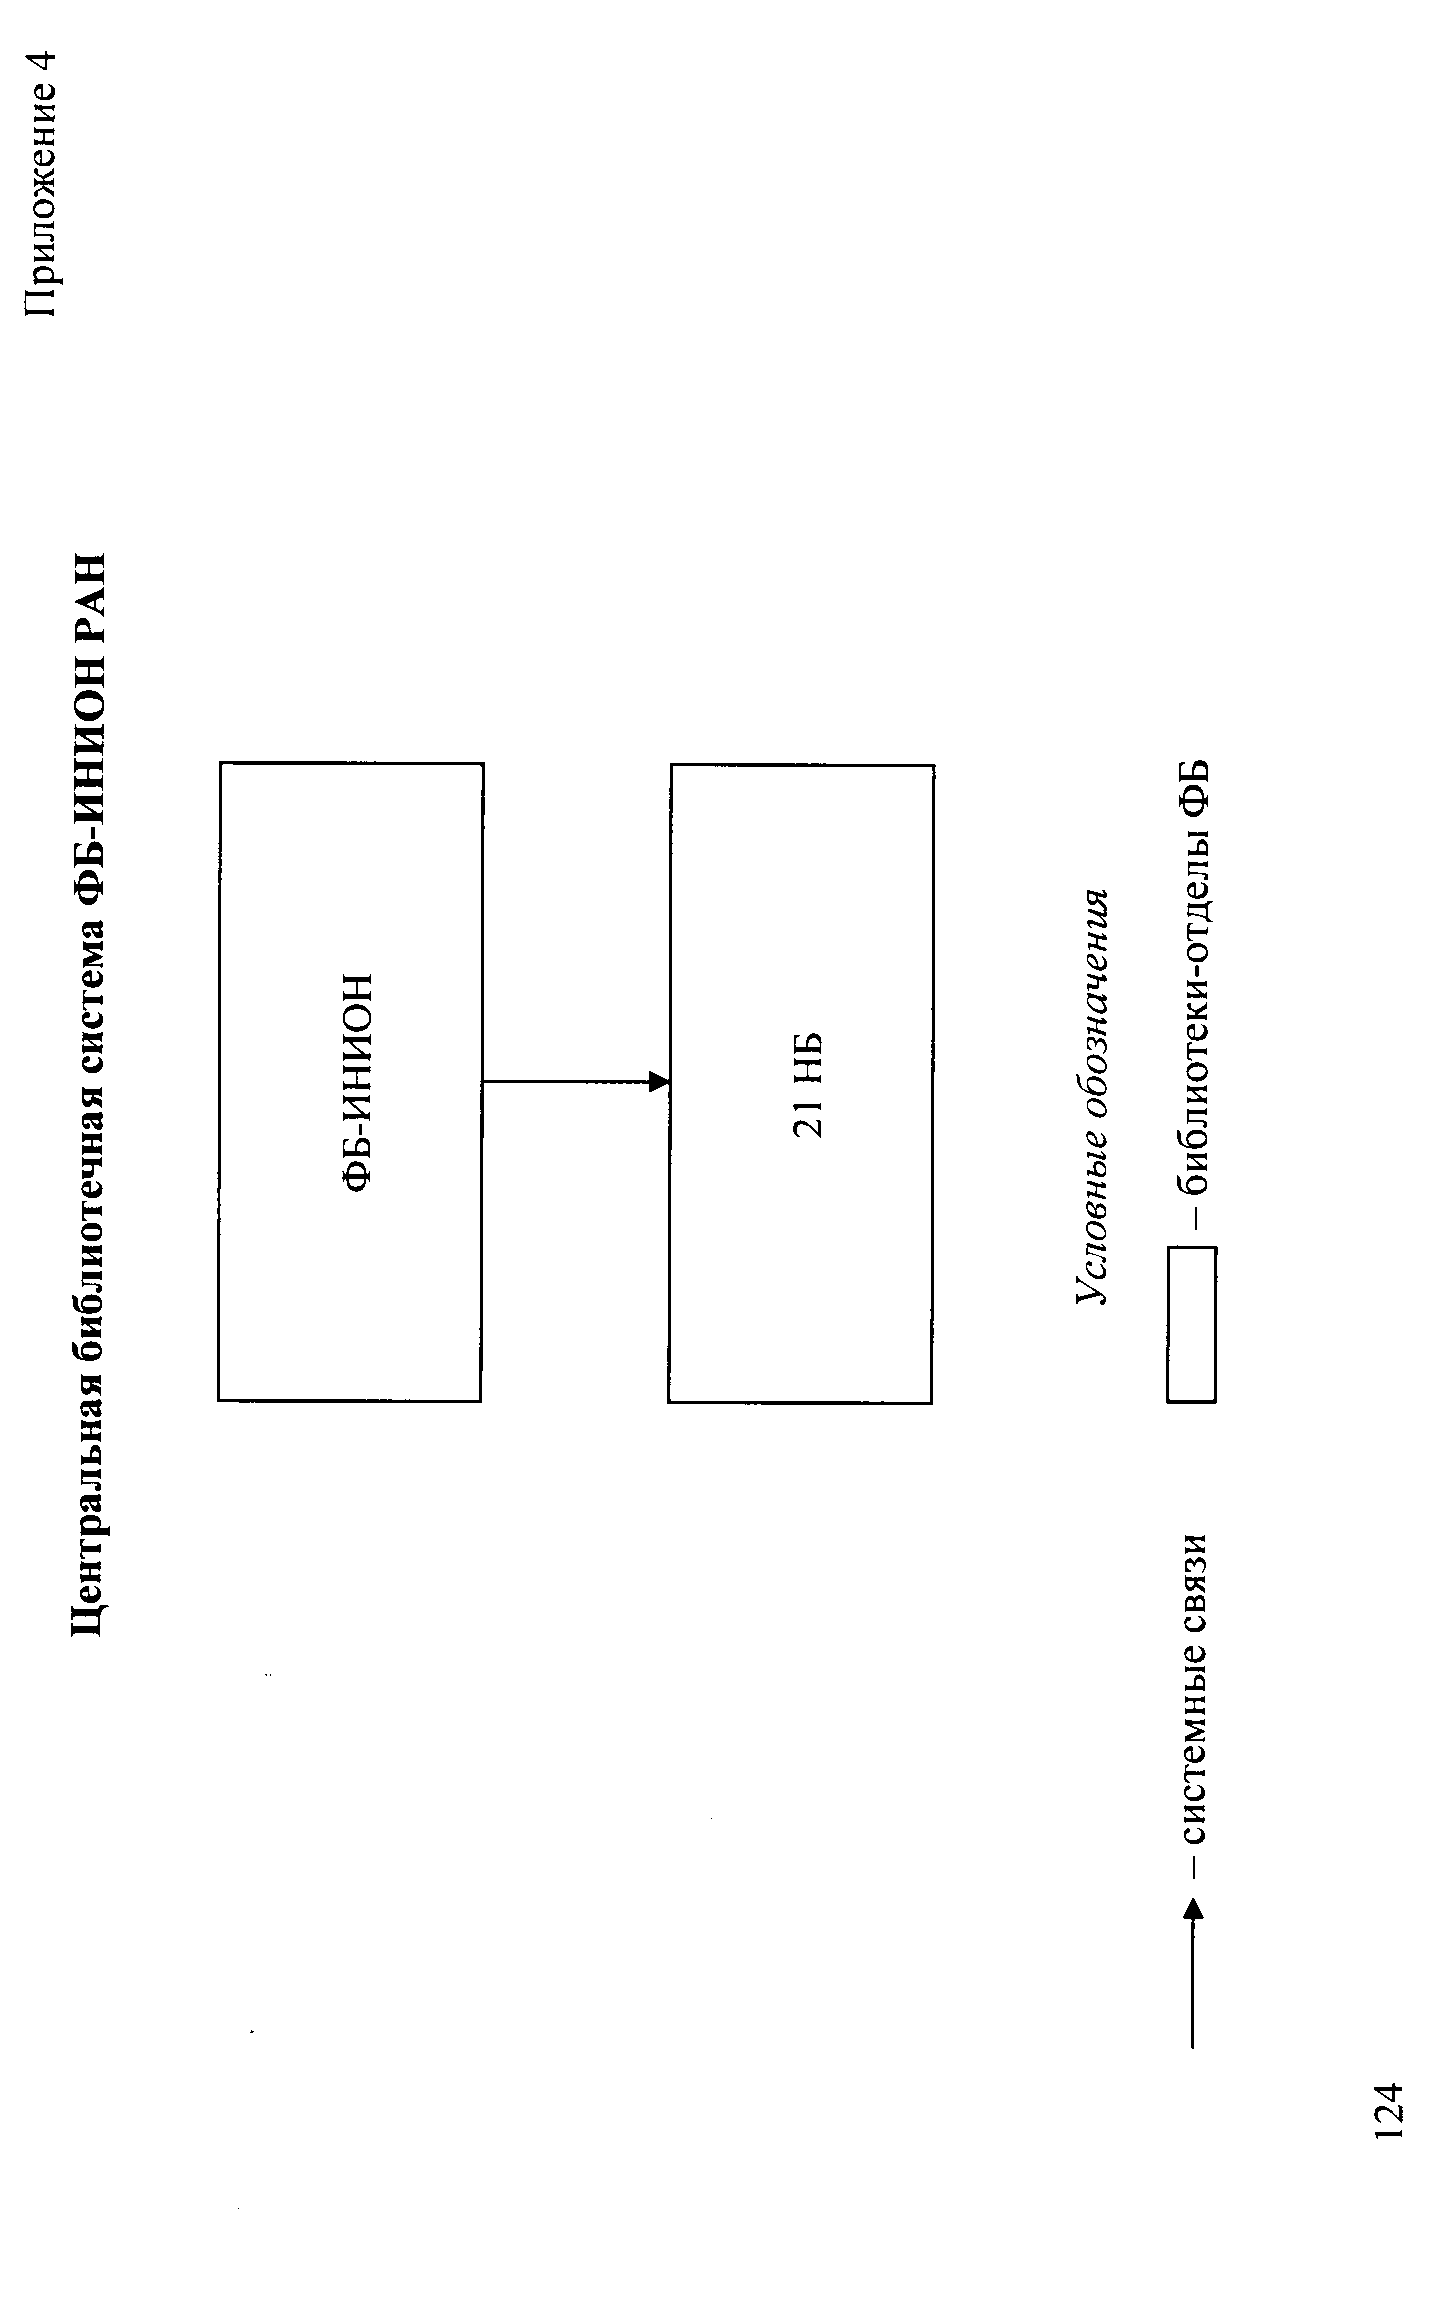 Приложение 4
Центральная библиотечная система ФБ-ИНИОН РАН
ФБ-ИНИОН
21 НБ
Условные обозначения
– системные связи – библиотеки-отделы ФБ
124